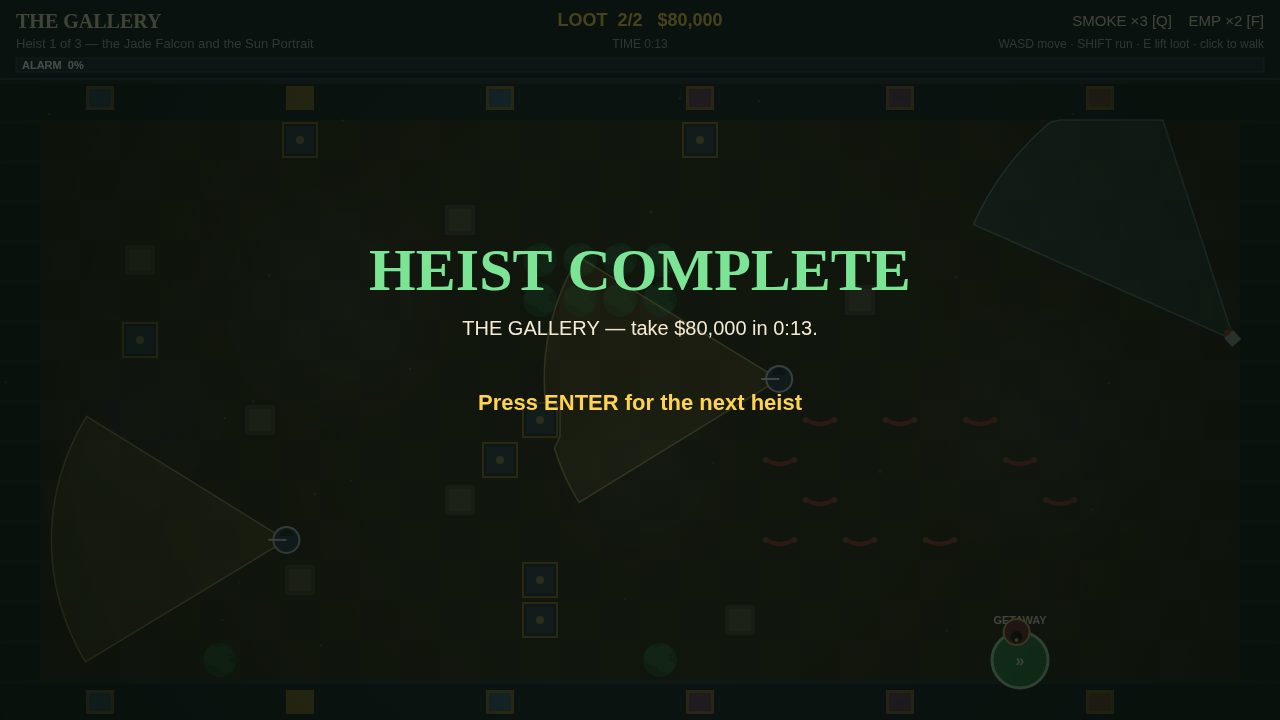 THE GALLERY
LOOT 2/2 $80,000
SMOKE ×3 [Q] EMP ×2 [F]
Heist 1 of 3 — the Jade Falcon and the Sun Portrait
TIME 0:13
WASD move · SHIFT run · E lift loot · click to walk
ALARM 0%
HEIST COMPLETE
THE GALLERY — take $80,000 in 0:13.
Press ENTER for the next heist
GETAWAY
»